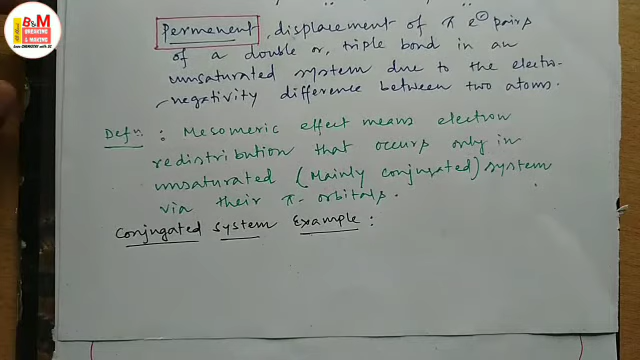 B&M
BREAKING
& MAKING
Permenent, displacement of π e⊖ pairs
of a double or, triple bond in an
unsaturated system due to the electro-
-negativity difference between two atoms.
Defn. : Mesomeric effect means electron
redistribution that occurs only in
unsaturated (Mainly conjugated) system
via their π-orbitals.
Conjugated system Example :